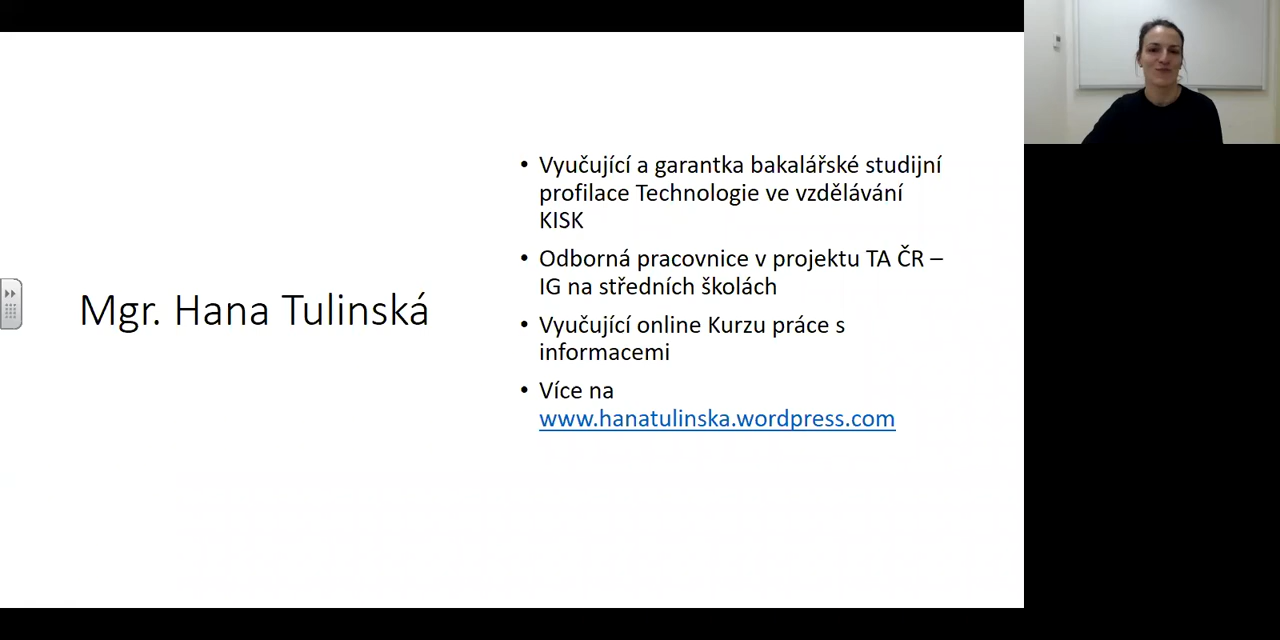 Mgr. Hana Tulinská
• Vyučující a garantka bakalářské studijní
profilace Technologie ve vzdělávání
KISK
• Odborná pracovnice v projektu TA ČR –
IG na středních školách
• Vyučující online Kurzu práce s
informacemi
• Více na
www.hanatulinska.wordpress.com